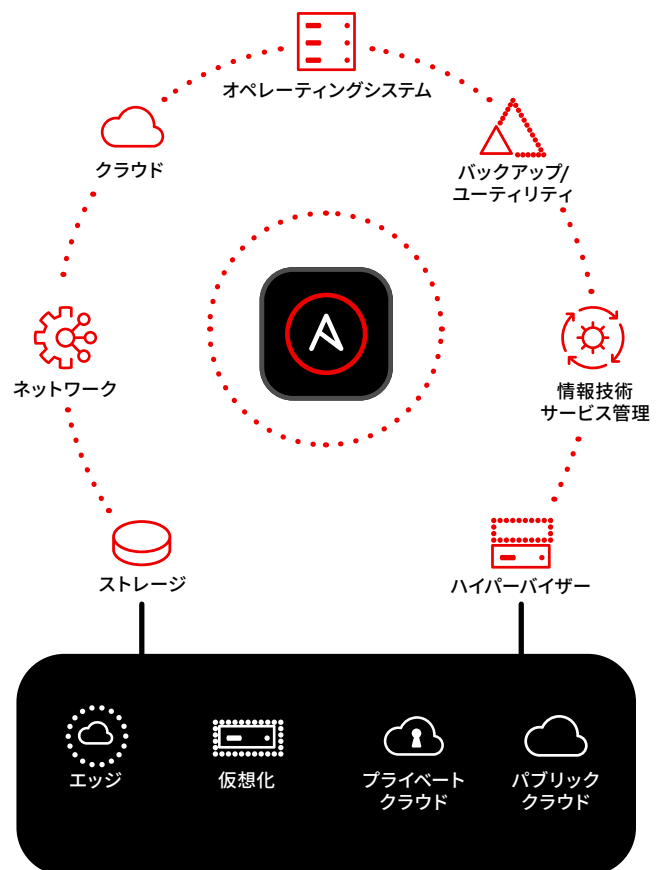 オペレーティングシステム
クラウド
バックアップ/
ユーティリティ
ネットワーク
情報技術
サービス管理
ストレージ
ハイパーバイザー
エッジ
仮想化
プライベート
クラウド
パブリック
クラウド